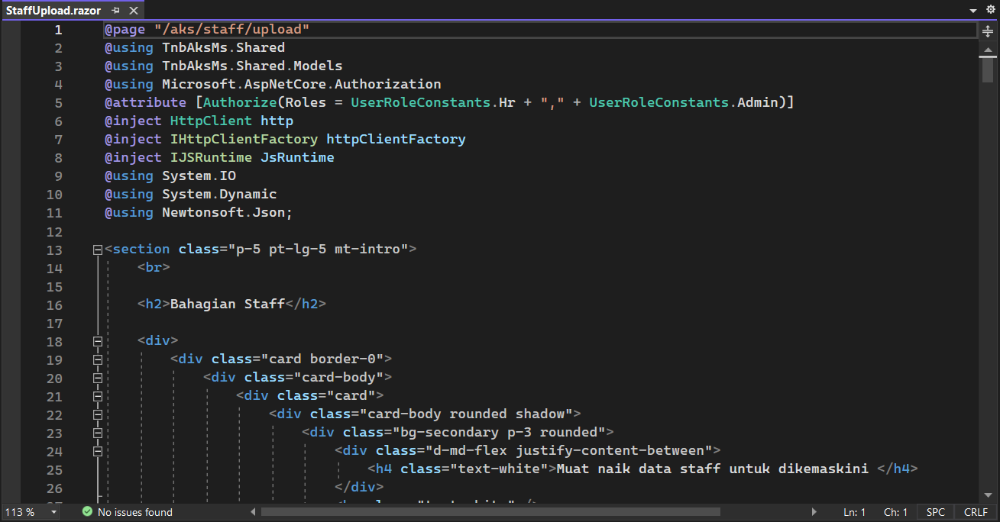 StaffUpload.razor
1 @page "/aks/staff/upload"
2 @using TnbAksMs.Shared
3 @using TnbAksMs.Shared.Models
4 @using Microsoft.AspNetCore.Authorization
5 @attribute [Authorize(Roles = UserRoleConstants.Hr + "," + UserRoleConstants.Admin)]
6 @inject HttpClient http
7 @inject IHttpClientFactory httpClientFactory
8 @inject IJSRuntime JsRuntime
9 @using System.IO
10 @using System.Dynamic
11 @using Newtonsoft.Json;
12
13 <section class="p-5 pt-lg-5 mt-intro">
14 <br>
15
16 <h2>Bahagian Staff</h2>
17
18 <div>
19 <div class="card border-0">
20 <div class="card-body">
21 <div class="card">
22 <div class="card-body rounded shadow">
23 <div class="bg-secondary p-3 rounded">
24 <div class="d-md-flex justify-content-between">
25 <h4 class="text-white">Muat naik data staff untuk dikemaskini </h4>
26 </div>
113 % No issues found Ln: 1 Ch: 1 SPC CRLF